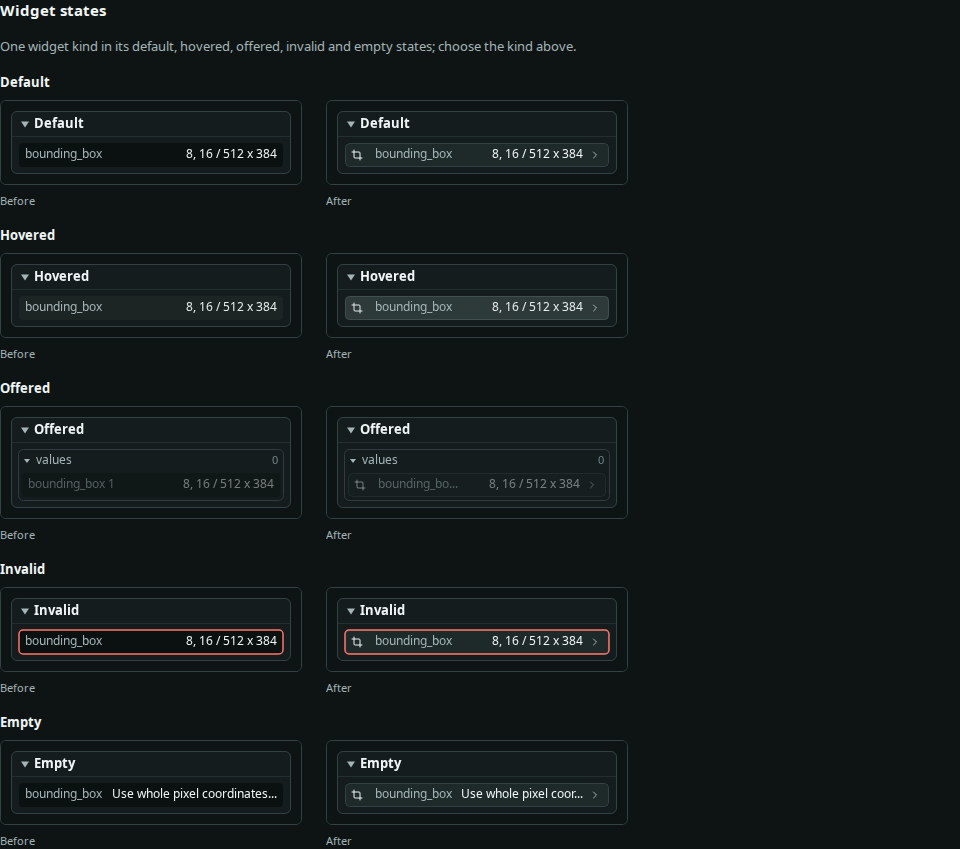 Widget states
One widget kind in its default, hovered, offered, invalid and empty states; choose the kind above.
Default
Default
bounding_box 8, 16 / 512 x 384
Default
bounding_box 8, 16 / 512 x 384
Before
After
Hovered
Hovered
bounding_box 8, 16 / 512 x 384
Hovered
bounding_box 8, 16 / 512 x 384
Before
After
Offered
Offered
values 0
bounding_box 1 8, 16 / 512 x 384
Offered
values 0
bounding_bo... 8, 16 / 512 x 384
Before
After
Invalid
Invalid
bounding_box 8, 16 / 512 x 384
Invalid
bounding_box 8, 16 / 512 x 384
Before
After
Empty
Empty
bounding_box Use whole pixel coordinates...
Empty
bounding_box Use whole pixel coor...
Before
After